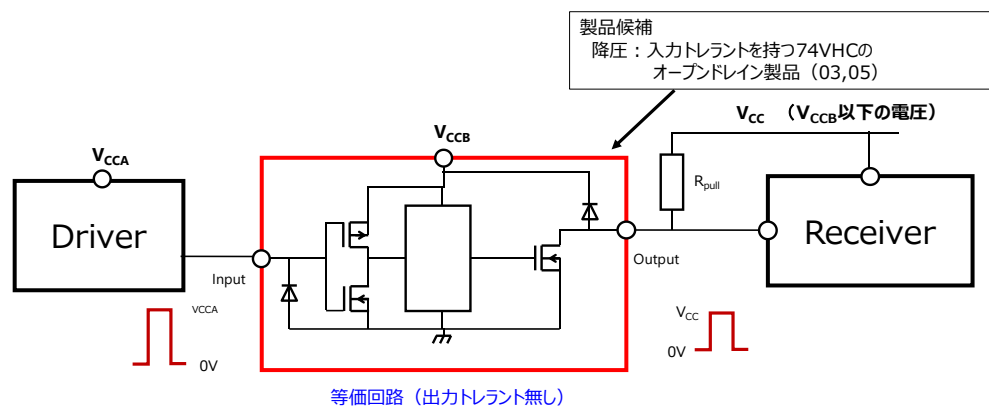 製品候補
降圧：入力トレラントを持つ74VHCの
オープンドレイン製品（03,05）
VCC （VCCB以下の電圧）
VCCB
VCCA
Rpull
Driver
Receiver
Input
Output
VCCA
0V
VCC
0V
等価回路（出力トレラント無し）